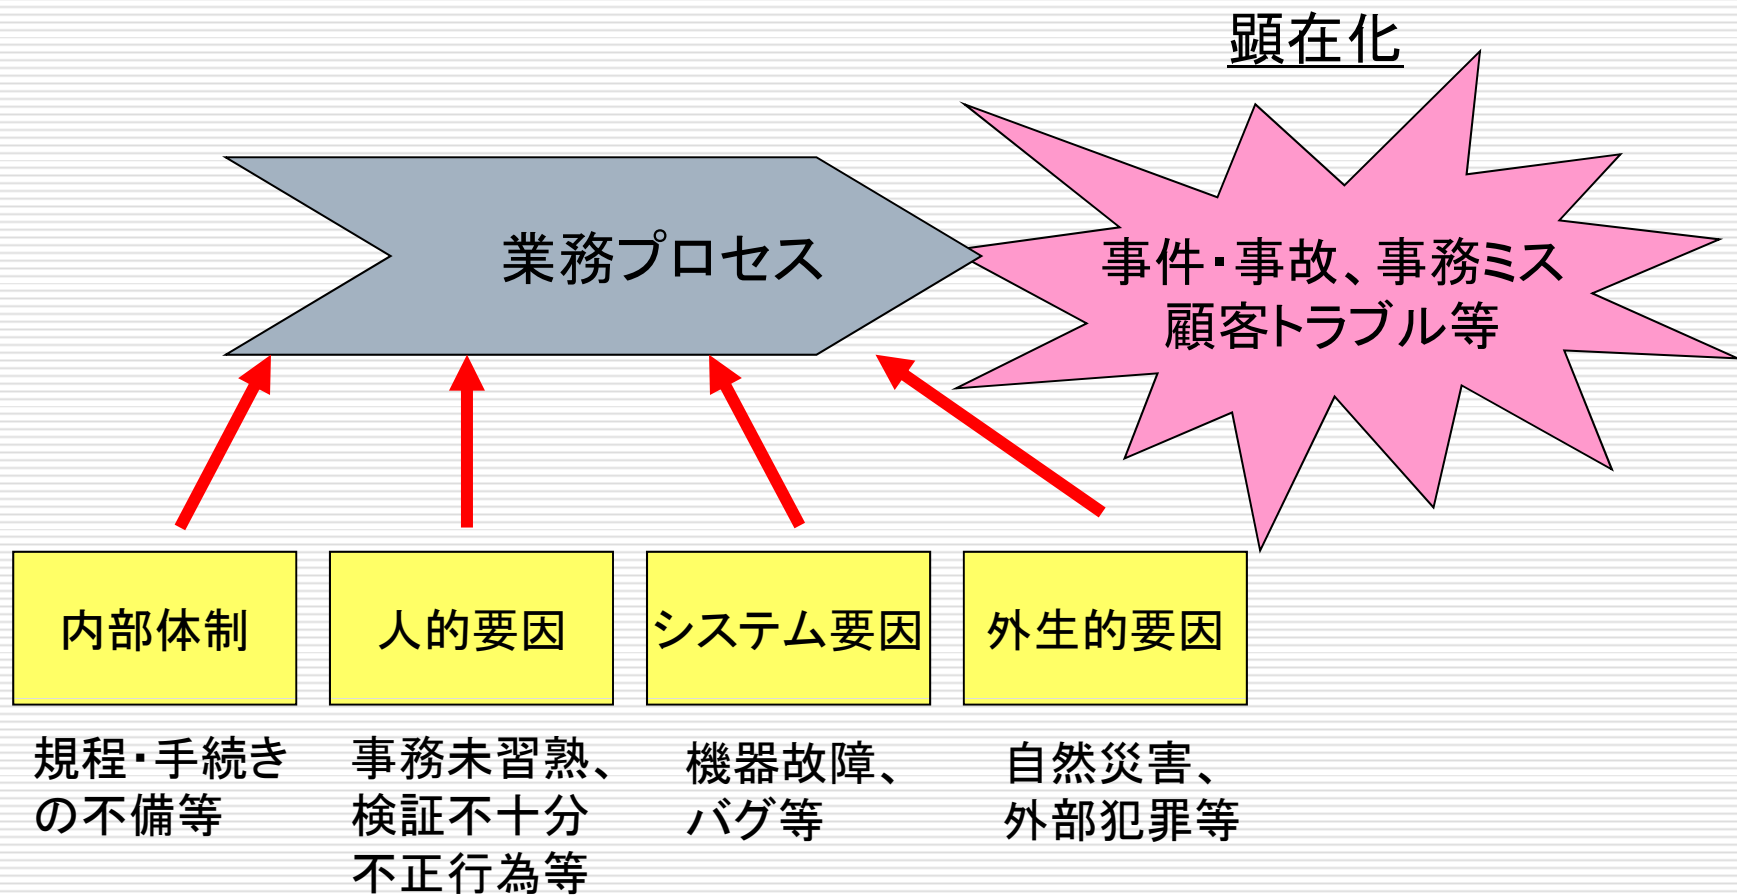 顕在化
業務プロセス
事件・事故、事務ミス
顧客トラブル等
内部体制
人的要因
システム要因
外生的要因
規程・手続き
の不備等
事務未習熟、
検証不十分
不正行為等
機器故障、
バグ等
自然災害、
外部犯罪等